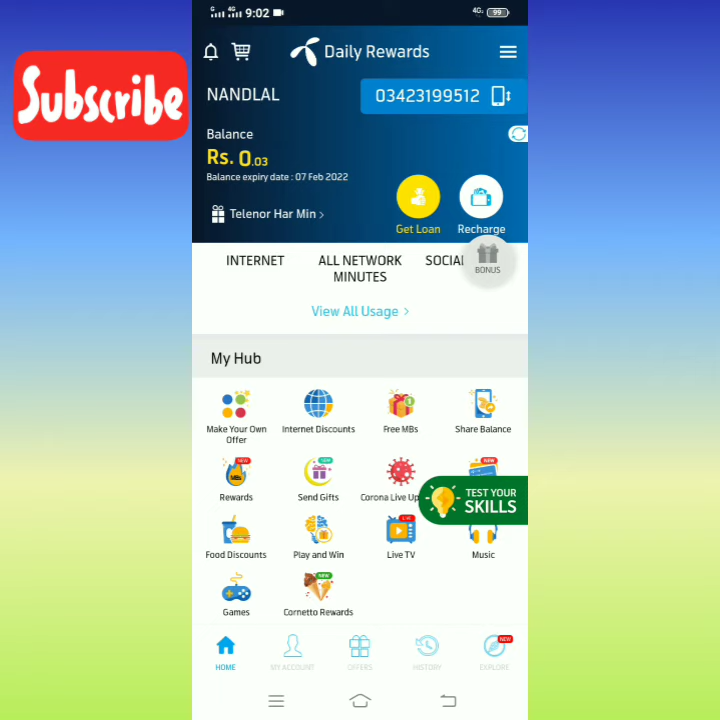 Subscribe
G 4G 9:02
4G 99
Daily Rewards
NANDLAL
03423199512
Balance
Rs. 0.03
Balance expiry date : 07 Feb 2022
Telenor Har Min >
Get Loan
Recharge
INTERNET
ALL NETWORK
MINUTES
SOCIAL
BONUS
View All Usage >
My Hub
Make Your Own
Offer
Internet Discounts
Free MBs
Share Balance
NEW
NEW
NEW
Rewards
Send Gifts
Corona Live Up
TEST YOUR
SKILLS
LIVE
Food Discounts
Play and Win
Live TV
Music
NEW
Games
Cornetto Rewards
NEW
HOME
MY ACCOUNT
OFFERS
HISTORY
EXPLORE